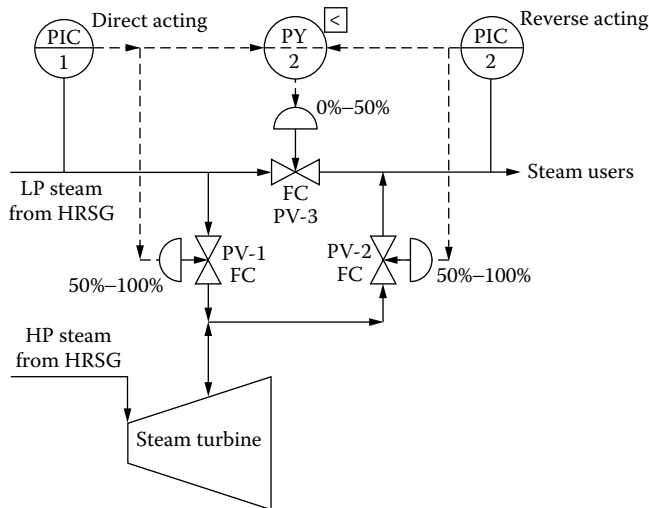 Direct acting
Reverse acting
PIC
1
PY
2
<
PIC
2
0%–50%
LP steam
from HRSG
FC
PV-3
Steam users
PV-1
FC
50%–100%
PV-2
FC
50%–100%
HP steam
from HRSG
Steam turbine